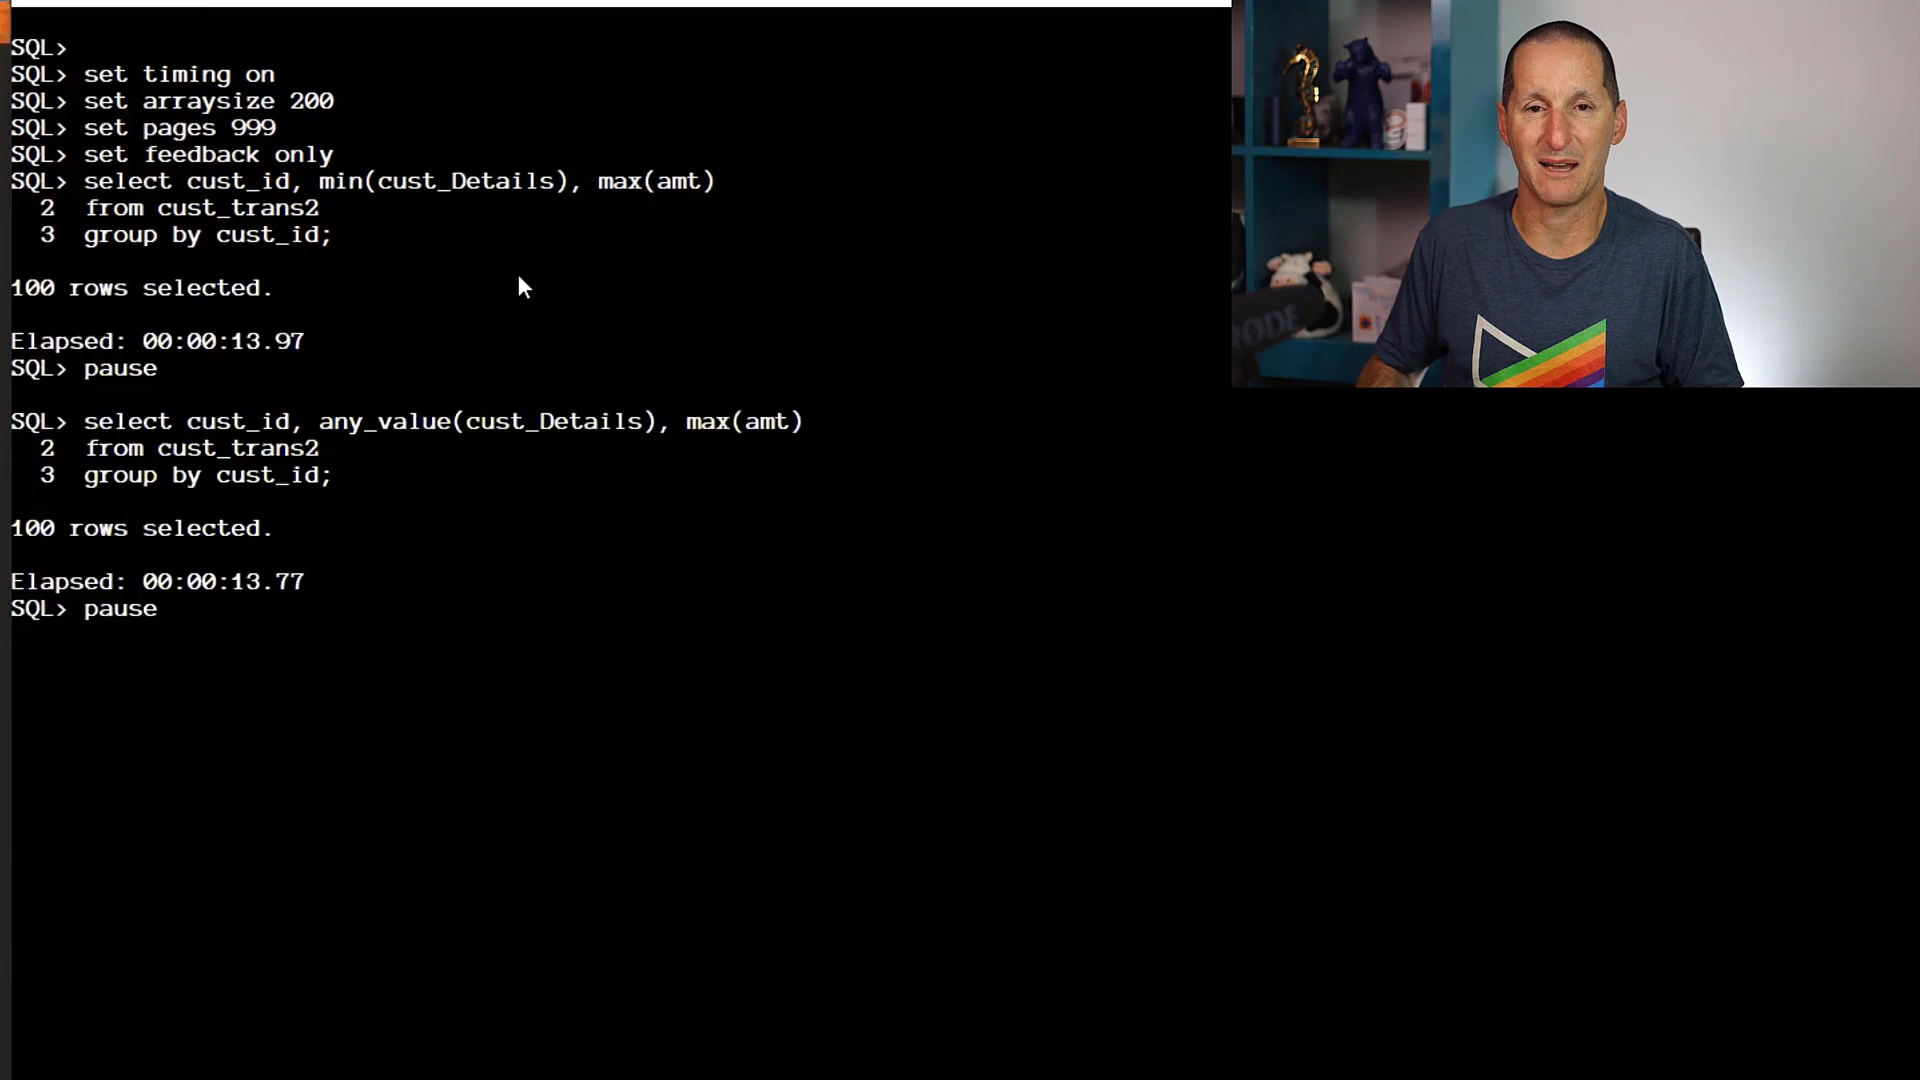 SQL>
SQL> set timing on
SQL> set arraysize 200
SQL> set pages 999
SQL> set feedback only
SQL> select cust_id, min(cust_Details), max(amt)
  2  from cust_trans2
  3  group by cust_id;
100 rows selected.
Elapsed: 00:00:13.97
SQL> pause
SQL> select cust_id, any_value(cust_Details), max(amt)
  2  from cust_trans2
  3  group by cust_id;
100 rows selected.
Elapsed: 00:00:13.77
SQL> pause
RØDE